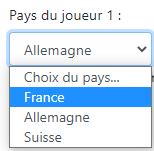 Pays du joueur 1 :
Allemagne
Choix du pays...
France
Allemagne
Suisse